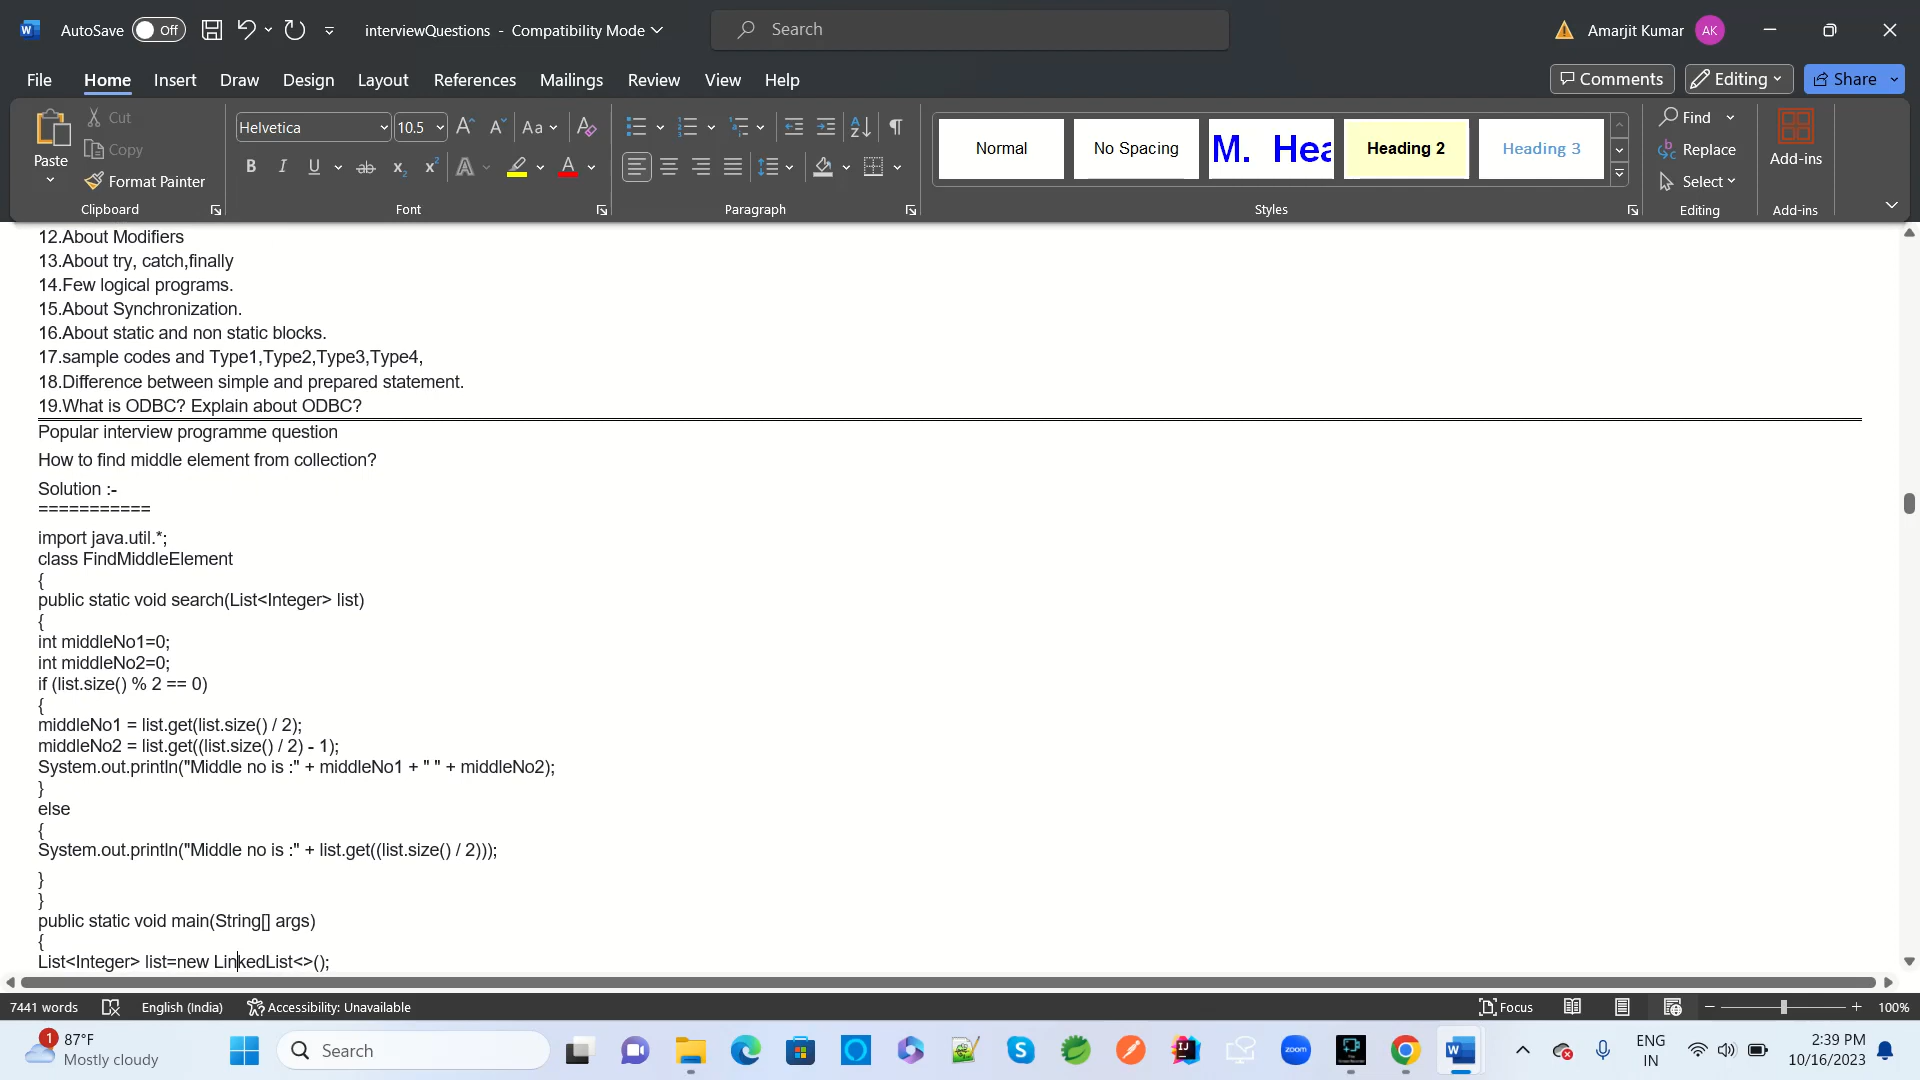 AutoSave Off interviewQuestions - Compatibility Mode Search Amarjit Kumar AK
File Home Insert Draw Design Layout References Mailings Review View Help Comments Editing Share
Paste Cut Copy Format Painter
Clipboard
Helvetica 10.5 Aa
B I U ab x2 x2 A A
Font
Paragraph
Normal No Spacing M. Hea Heading 2 Heading 3
Styles
Find
Replace
Select
Editing
Add-ins
Add-ins
12.About Modifiers
13.About try, catch,finally
14.Few logical programs.
15.About Synchronization.
16.About static and non static blocks.
17.sample codes and Type1,Type2,Type3,Type4,
18.Difference between simple and prepared statement.
19.What is ODBC? Explain about ODBC?
Popular interview programme question
How to find middle element from collection?
Solution :-
===========
import java.util.*;
class FindMiddleElement
{
public static void search(List<Integer> list)
{
int middleNo1=0;
int middleNo2=0;
if (list.size() % 2 == 0)
{
middleNo1 = list.get(list.size() / 2);
middleNo2 = list.get((list.size() / 2) - 1);
System.out.println("Middle no is :" + middleNo1 + " " + middleNo2);
}
else
{
System.out.println("Middle no is :" + list.get((list.size() / 2)));
}
}
public static void main(String[] args)
{
List<Integer> list=new LinkedList<>();
7441 words English (India) Accessibility: Unavailable Focus 100%
1 87°F
Mostly cloudy
Search
zoom
ENG
IN
2:39 PM
10/16/2023